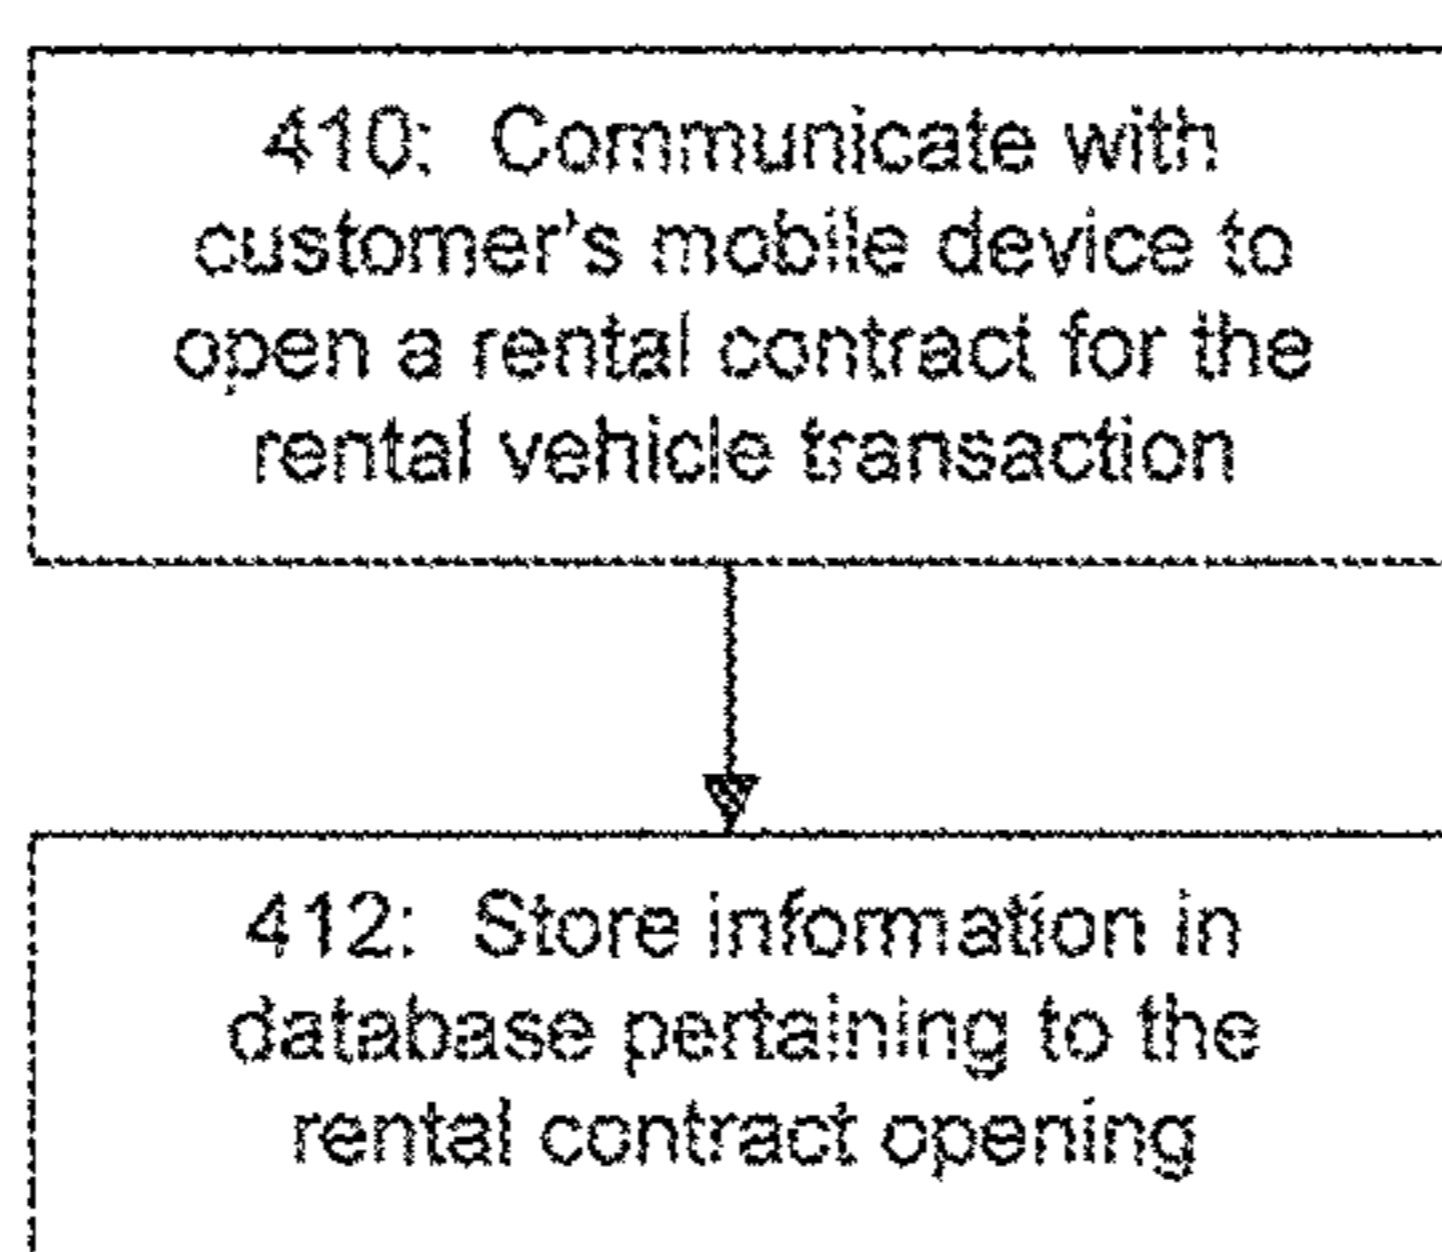 410: Communicate with
customer's mobile device to
open a rental contract for the
rental vehicle transaction
412: Store information in
database pertaining to the
rental contract opening